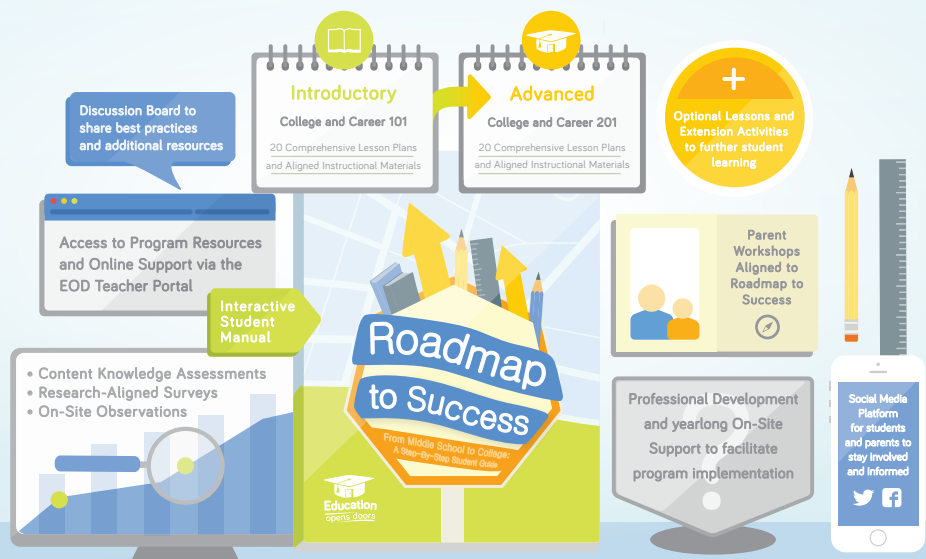 Introductory
College and Career 101
20 Comprehensive Lesson Plans
and Aligned Instructional Materials
Advanced
College and Career 201
20 Comprehensive Lesson Plans
and Aligned Instructional Materials
+
Optional Lessons and
Extension Activities
to further student
learning
Discussion Board to
share best practices
and additional resources
Access to Program Resources
and Online Support via the
EOD Teacher Portal
Interactive
Student
Manual
• Content Knowledge Assessments
• Research-Aligned Surveys
• On-Site Observations
Roadmap
to Success
From Middle School to College:
A Step-By-Step Student Guide
Education
opens doors
Parent
Workshops
Aligned to
Roadmap to
Success
?
Professional Development
and yearlong On-Site
Support to facilitate
program implementation
Social Media
Platform
for students
and parents to
stay involved
and informed